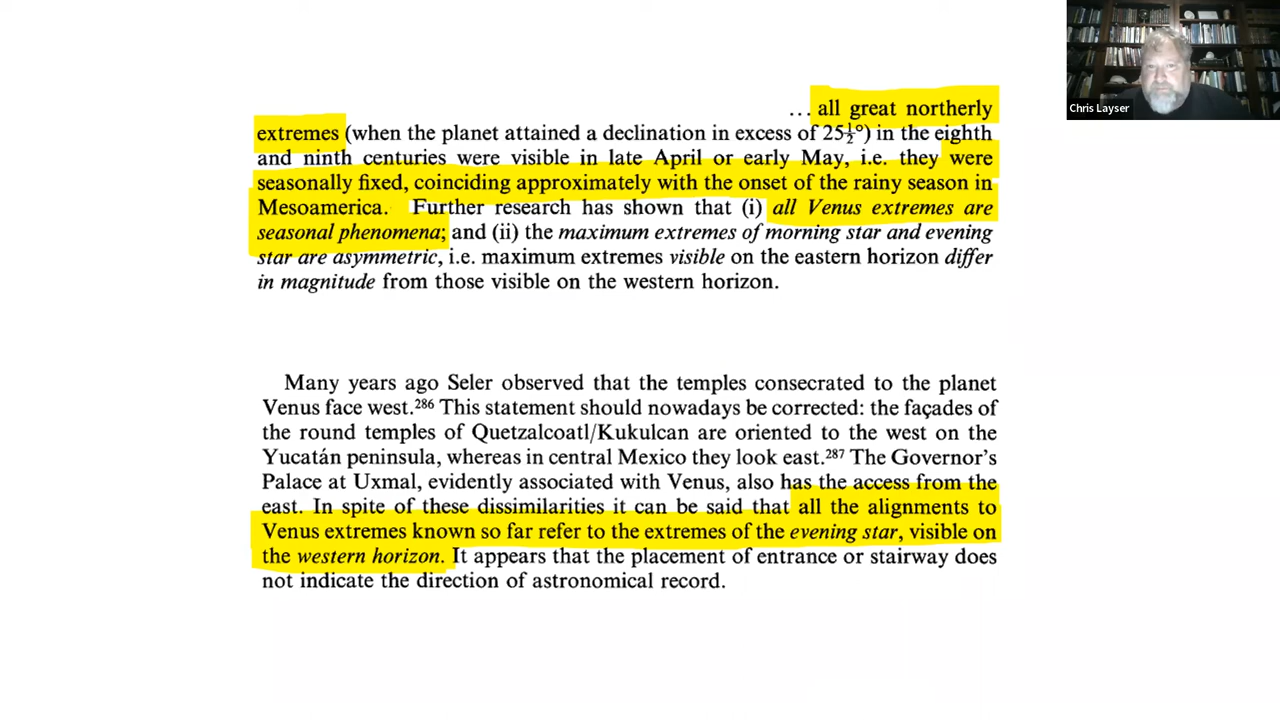 Chris Layser
... all great northerly
extremes (when the planet attained a declination in excess of 25½°) in the eighth
and ninth centuries were visible in late April or early May, i.e. they were
seasonally fixed, coinciding approximately with the onset of the rainy season in
Mesoamerica. Further research has shown that (i) all Venus extremes are
seasonal phenomena; and (ii) the maximum extremes of morning star and evening
star are asymmetric, i.e. maximum extremes visible on the eastern horizon differ
in magnitude from those visible on the western horizon.
Many years ago Seler observed that the temples consecrated to the planet
Venus face west.286 This statement should nowadays be corrected: the façades of
the round temples of Quetzalcoatl/Kukulcan are oriented to the west on the
Yucatán peninsula, whereas in central Mexico they look east.287 The Governor's
Palace at Uxmal, evidently associated with Venus, also has the access from the
east. In spite of these dissimilarities it can be said that all the alignments to
Venus extremes known so far refer to the extremes of the evening star, visible on
the western horizon. It appears that the placement of entrance or stairway does
not indicate the direction of astronomical record.